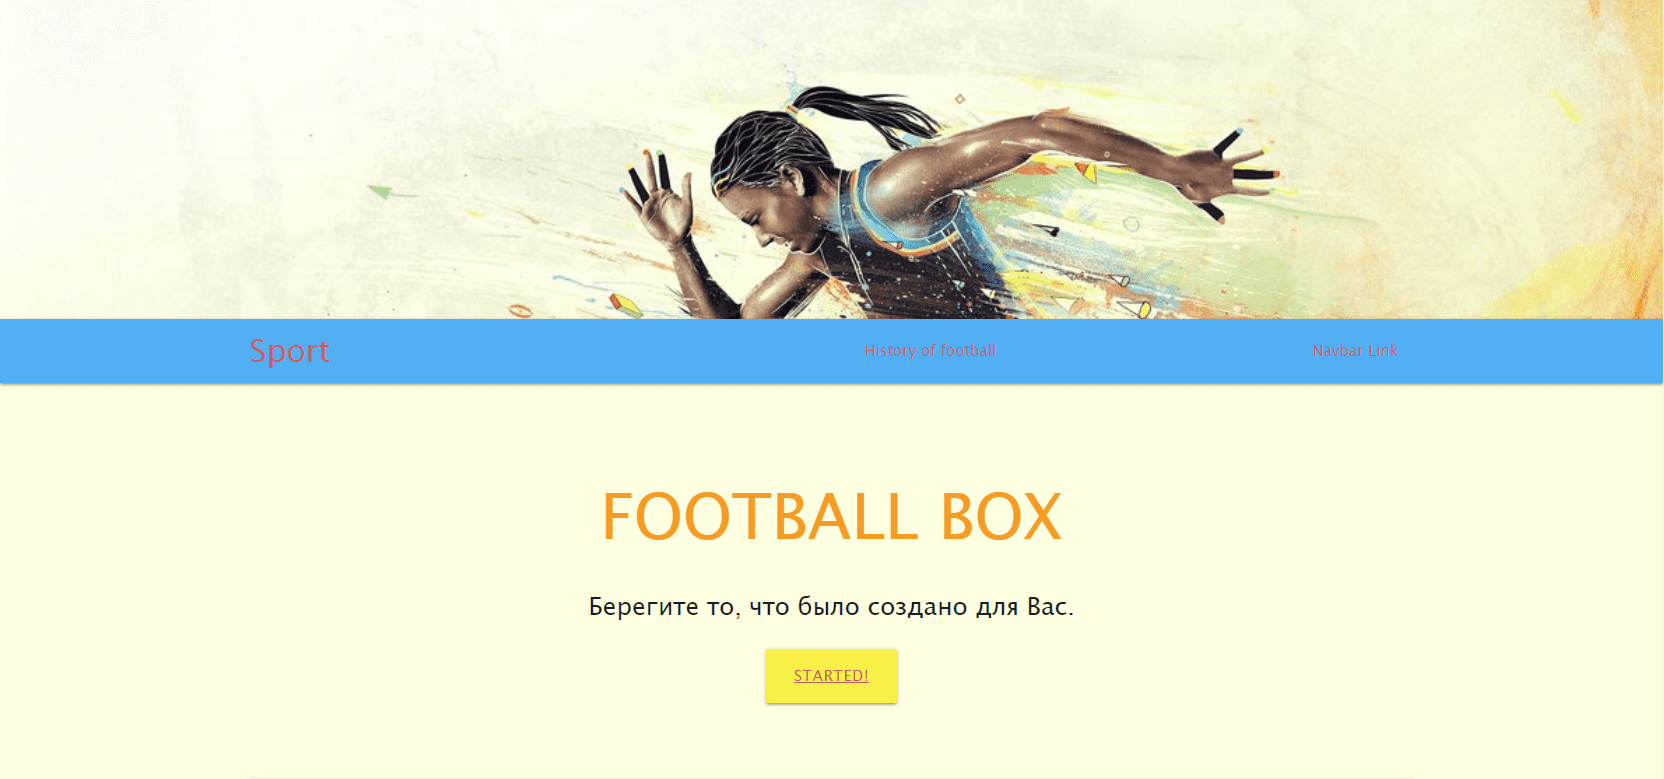 Sport
History of football
Navbar Link
FOOTBALL BOX
Берегите то, что было создано для Вас.
STARTED!